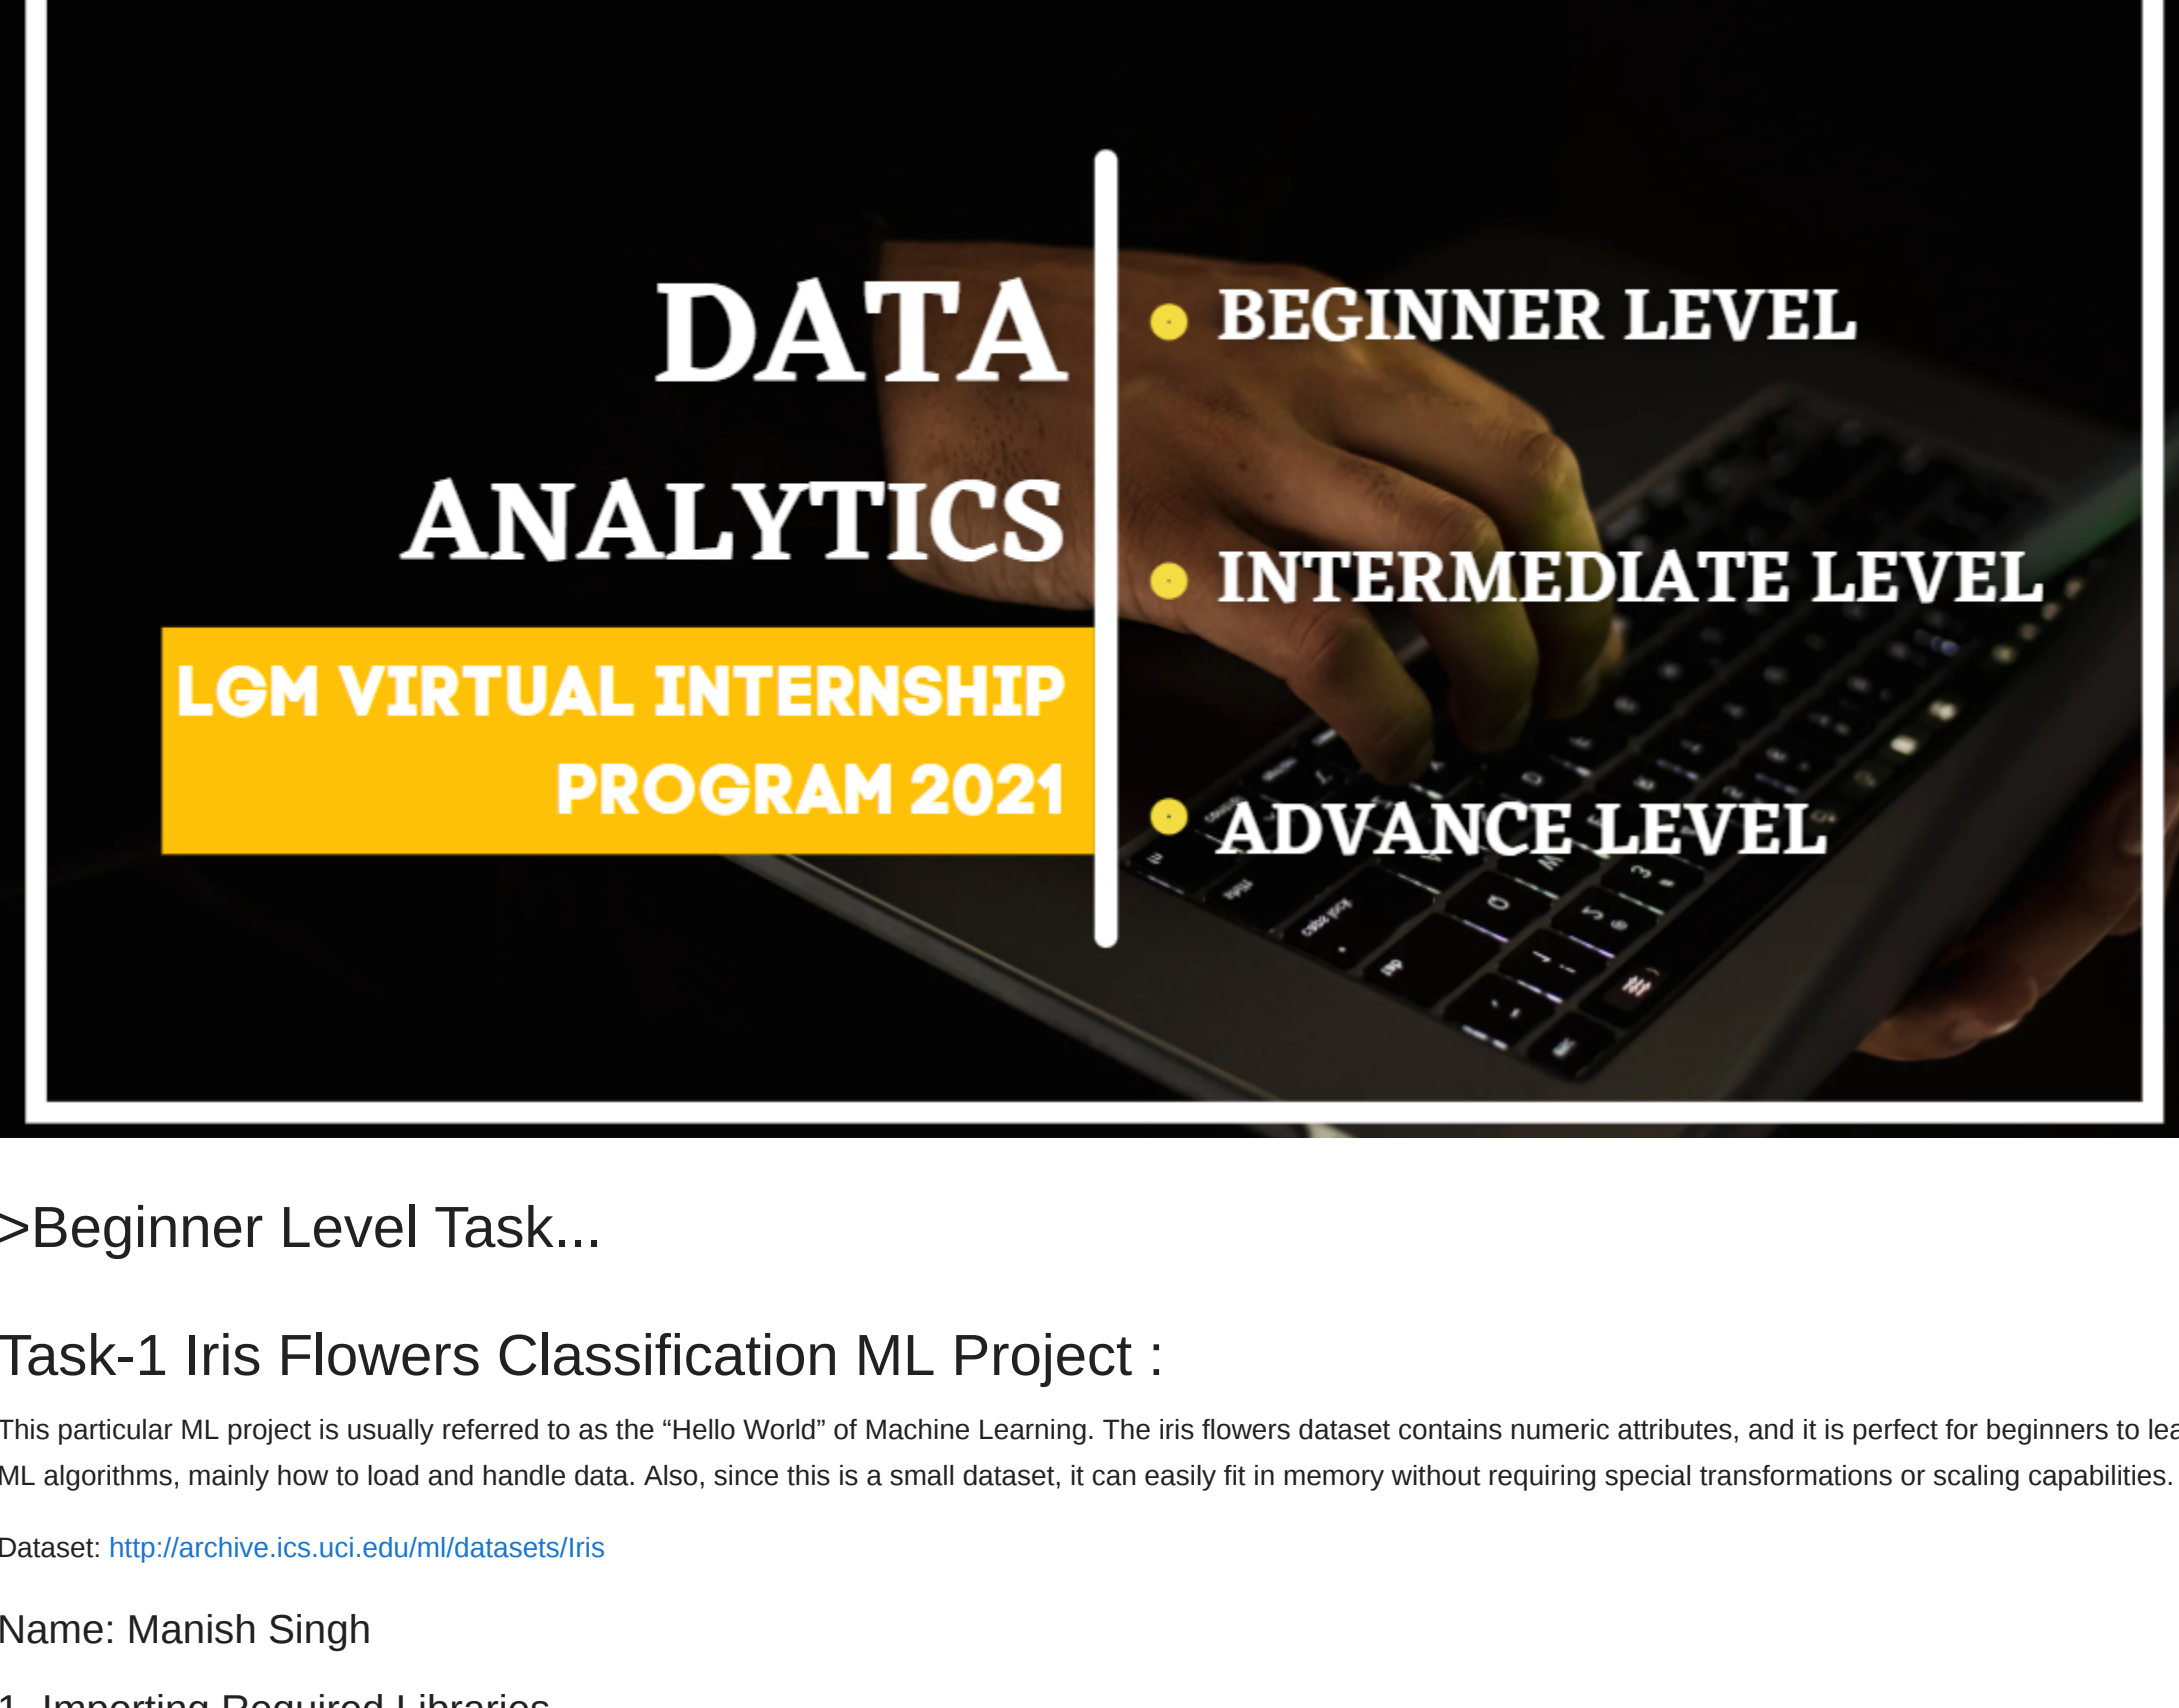 DATA
ANALYTICS
LGM VIRTUAL INTERNSHIP
PROGRAM 2021
BEGINNER LEVEL
INTERMEDIATE LEVEL
ADVANCE LEVEL
>Beginner Level Task...
Task-1 Iris Flowers Classification ML Project :
This particular ML project is usually referred to as the “Hello World” of Machine Learning. The iris flowers dataset contains numeric attributes, and it is perfect for beginners to
ML algorithms, mainly how to load and handle data. Also, since this is a small dataset, it can easily fit in memory without requiring special transformations or scaling capabilities.
Dataset: http://archive.ics.uci.edu/ml/datasets/Iris
Name: Manish Singh
1. Importing Required Libraries